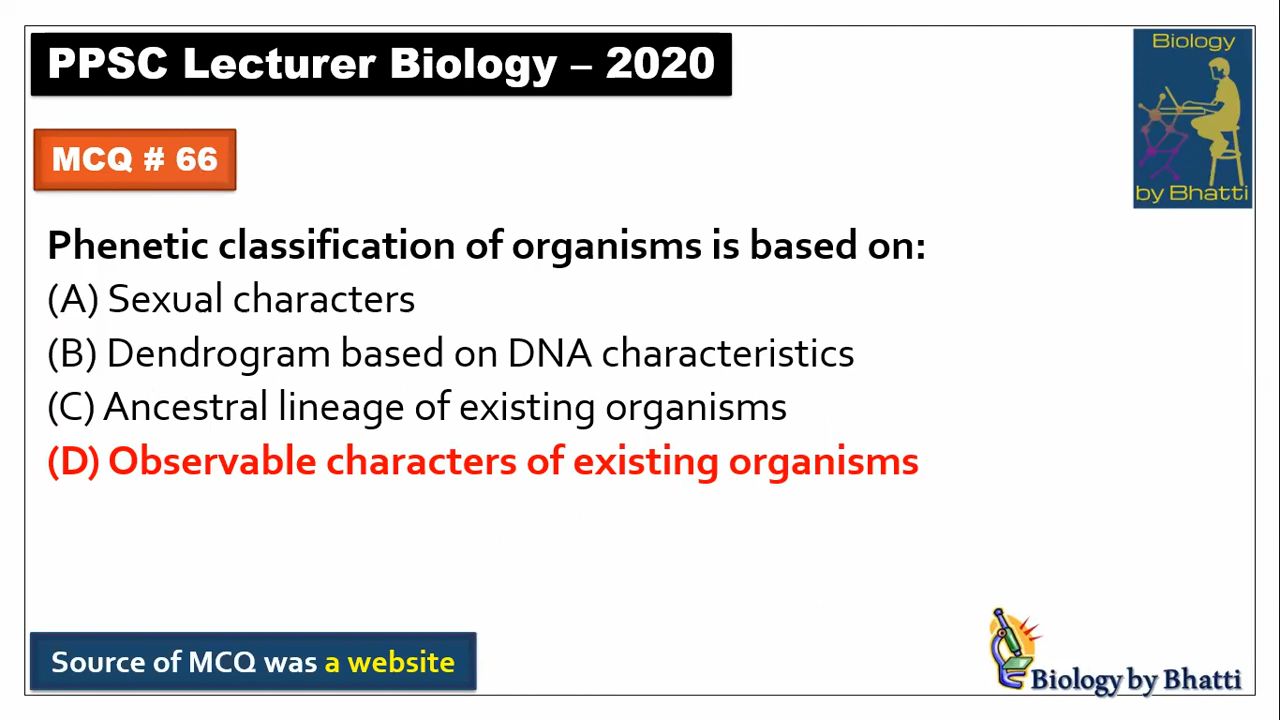 PPSC Lecturer Biology – 2020
Biology
by Bhatti
MCQ # 66
Phenetic classification of organisms is based on:
(A) Sexual characters
(B) Dendrogram based on DNA characteristics
(C) Ancestral lineage of existing organisms
(D) Observable characters of existing organisms
Source of MCQ was a website
Biology by Bhatti